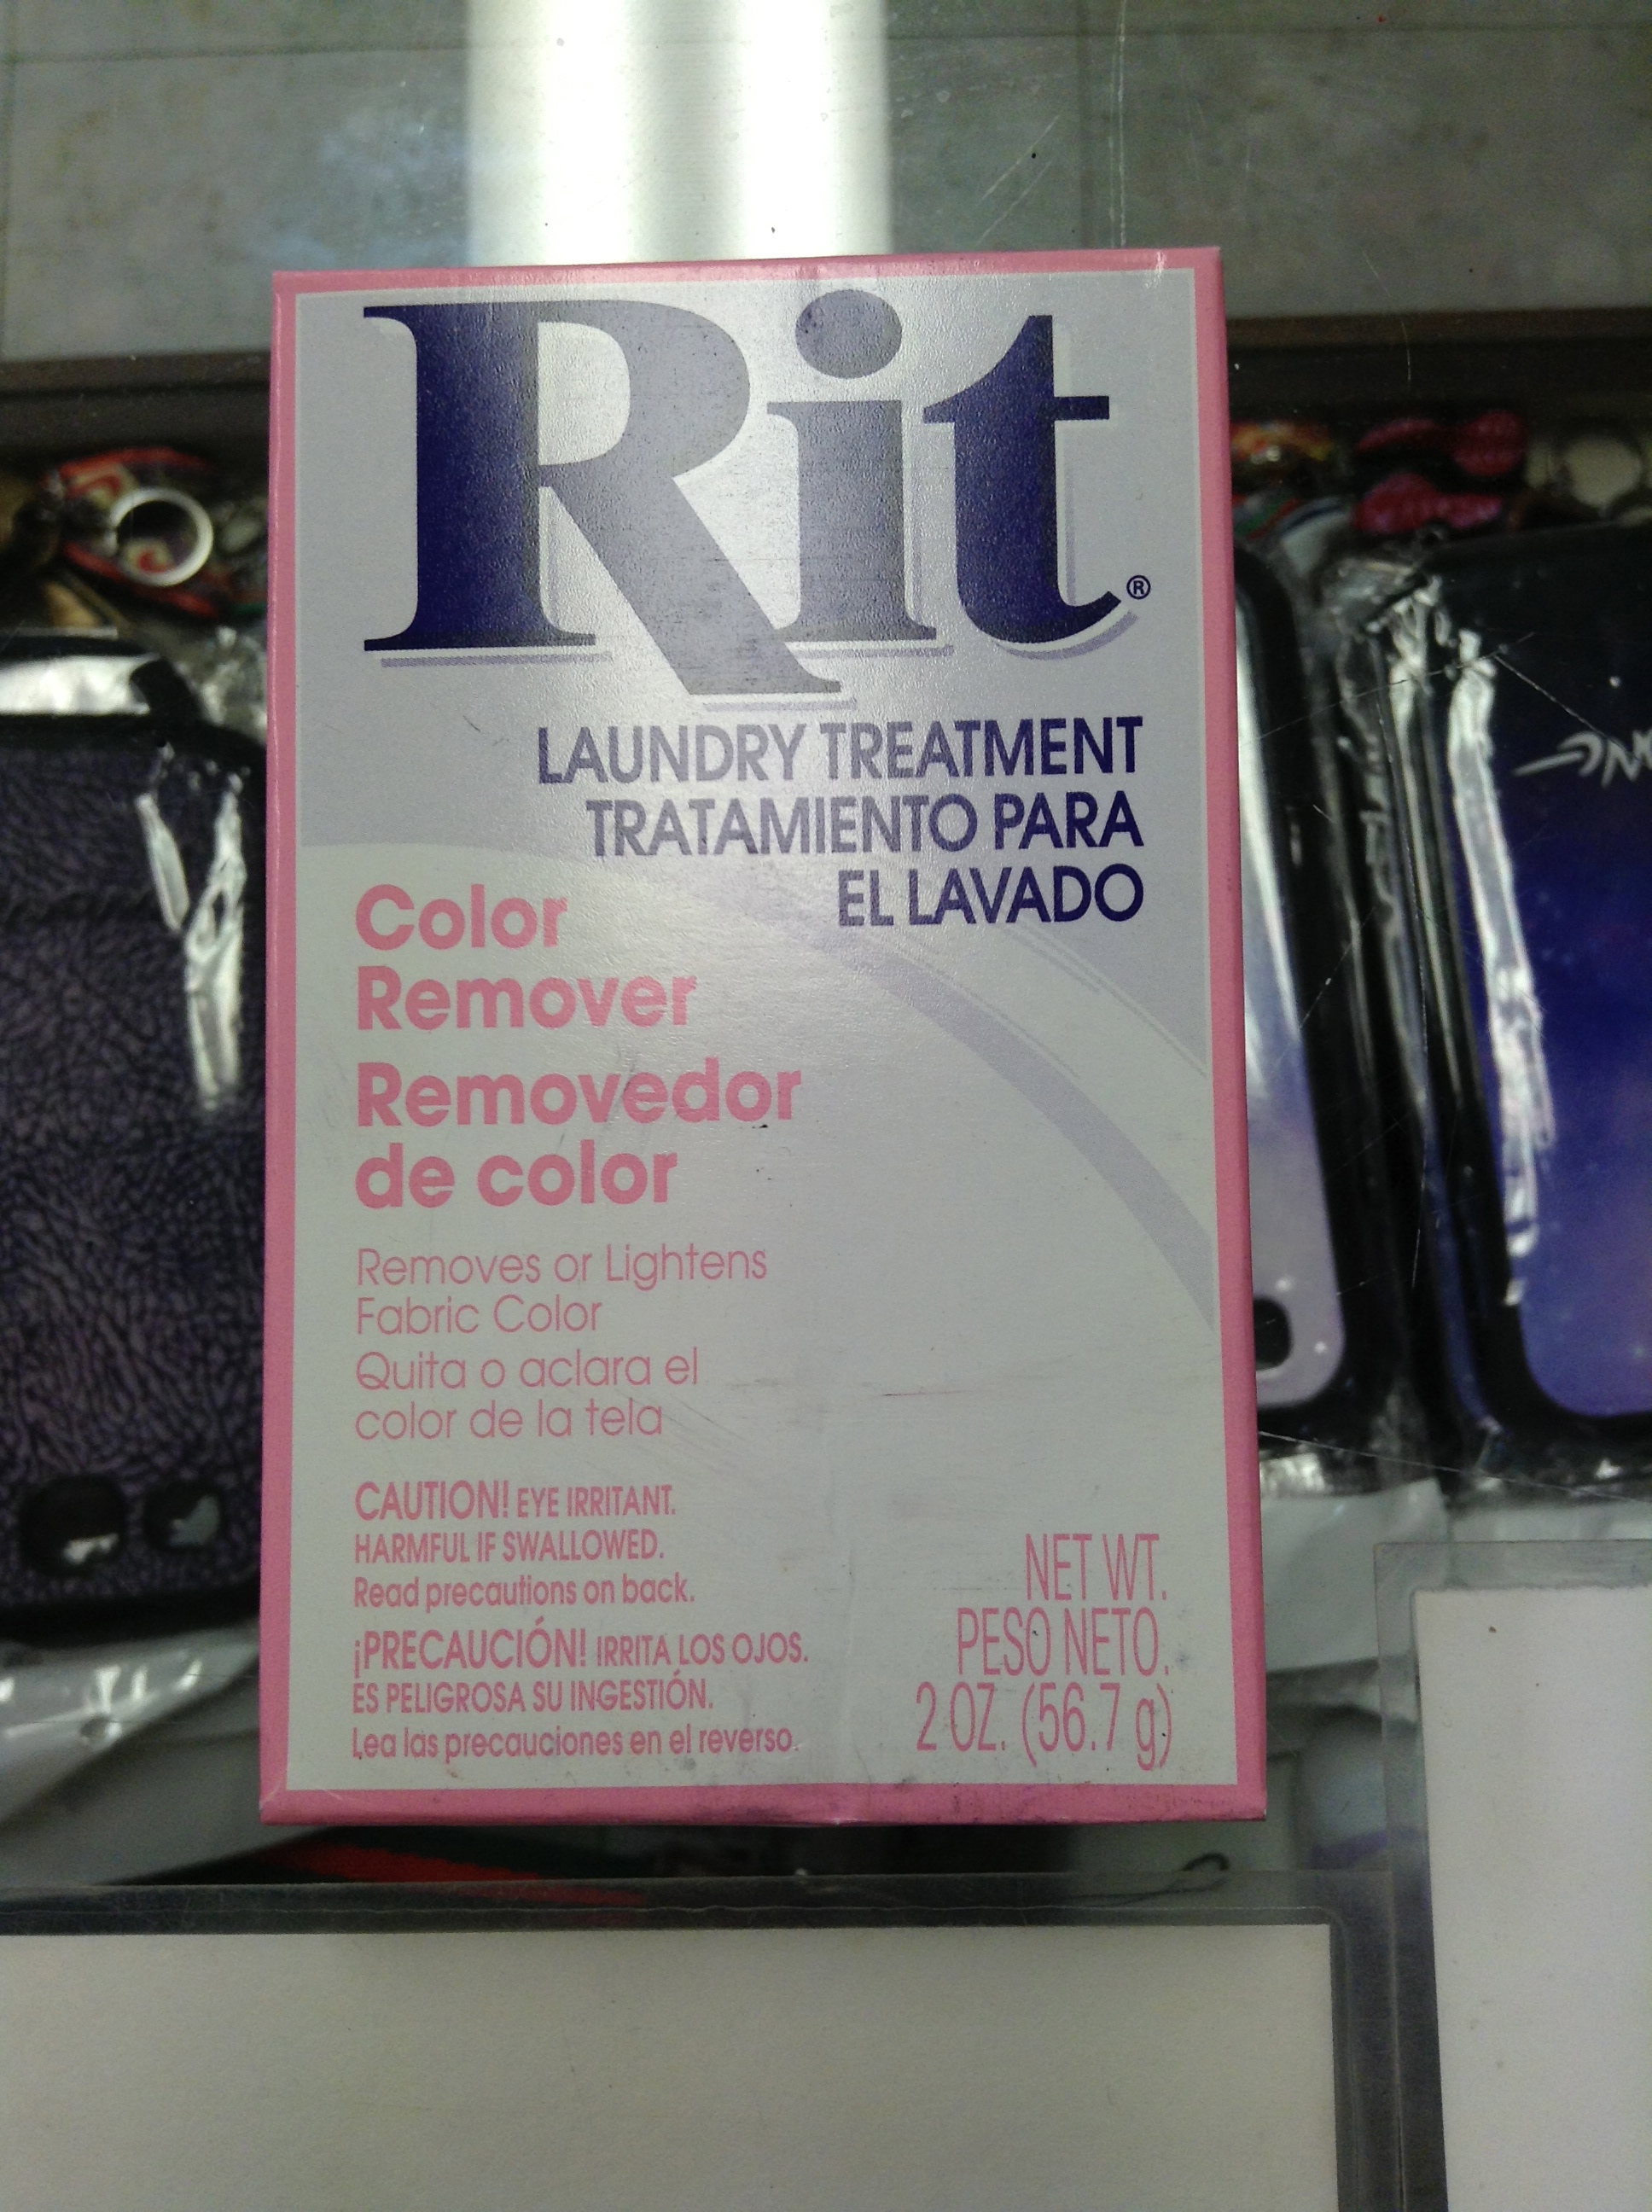 Rit®
LAUNDRY TREATMENT
TRATAMIENTO PARA
EL LAVADO
Color
Remover
Removedor
de color
Removes or Lightens
Fabric Color
Quita o aclara el
color de la tela
CAUTION! EYE IRRITANT.
HARMFUL IF SWALLOWED.
Read precautions on back.
¡PRECAUCIÓN! IRRITA LOS OJOS.
ES PELIGROSA SU INGESTIÓN.
Lea las precauciones en el reverso.
NET WT.
PESO NETO.
2 OZ. (56.7 g)